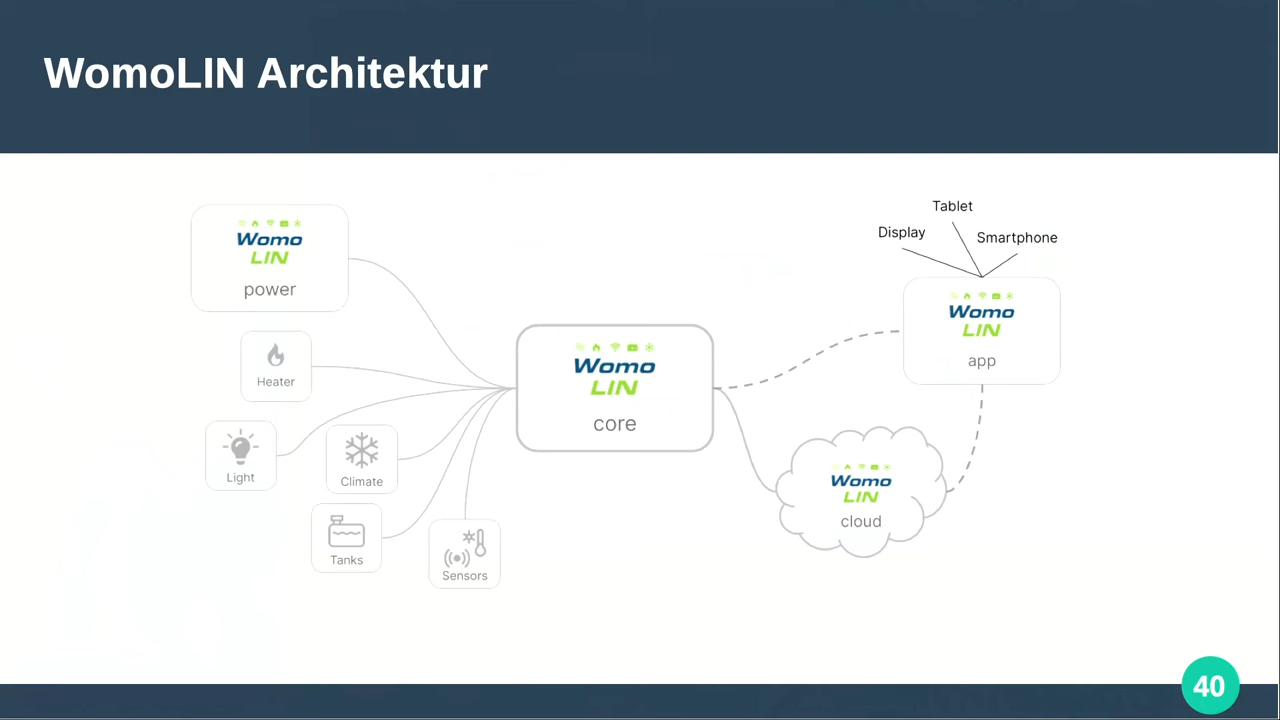 WomoLIN Architektur
Womo
LIN
power
Heater
Light
Climate
Tanks
Sensors
Womo
LIN
core
Tablet
Display
Smartphone
Womo
LIN
app
Womo
LIN
cloud
40